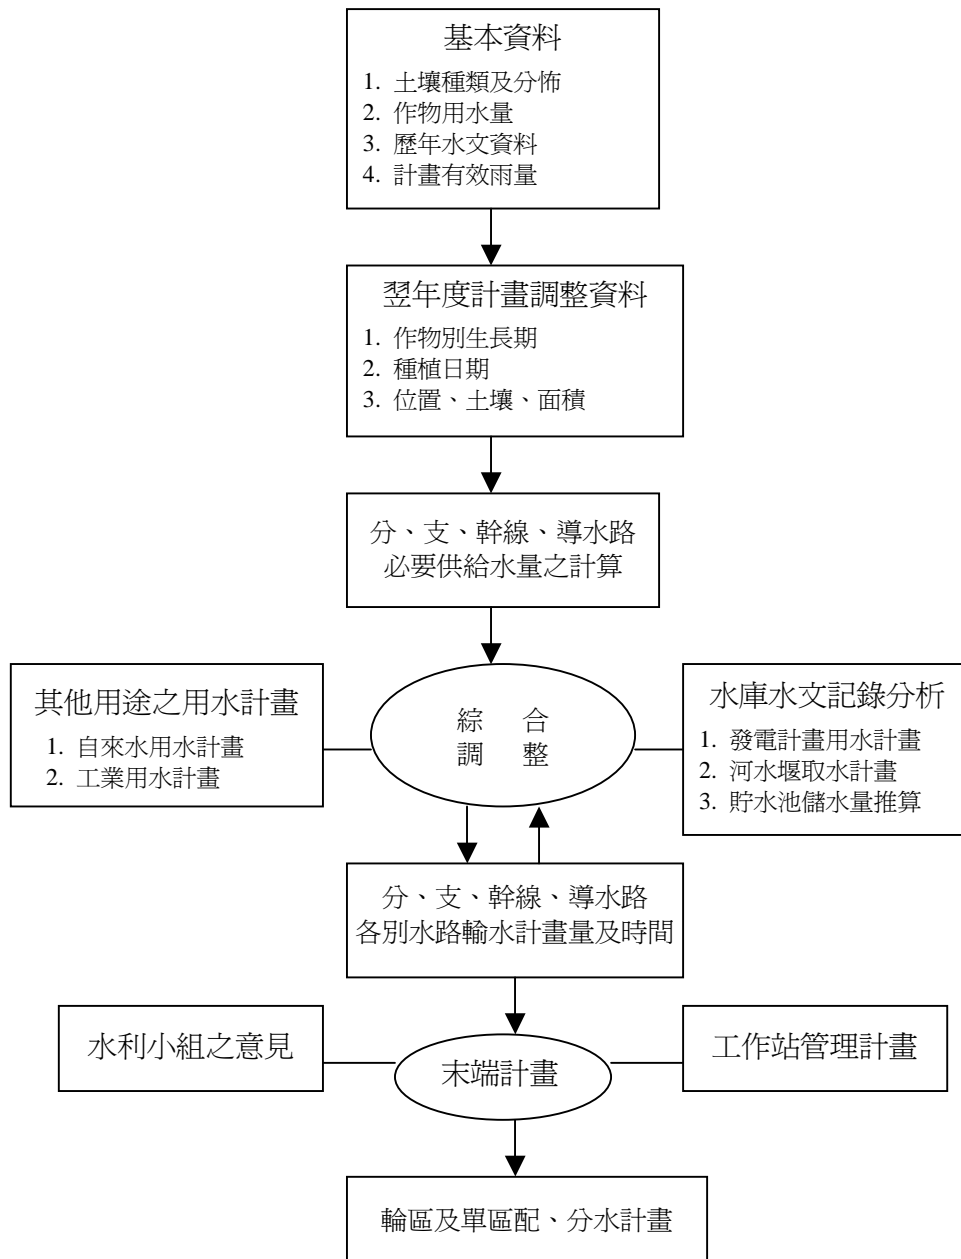 基本資料
1. 土壤種類及分佈
2. 作物用水量
3. 歷年水文資料
4. 計畫有效雨量
翌年度計畫調整資料
1. 作物別生長期
2. 種植日期
3. 位置、土壤、面積
分、支、幹線、導水路
必要供給水量之計算
其他用途之用水計畫
1. 自來水用水計畫
2. 工業用水計畫
綜 合
調 整
水庫水文記錄分析
1. 發電計畫用水計畫
2. 河水堰取水計畫
3. 貯水池儲水量推算
分、支、幹線、導水路
各別水路輸水計畫量及時間
水利小組之意見
末端計畫
工作站管理計畫
輪區及單區配、分水計畫